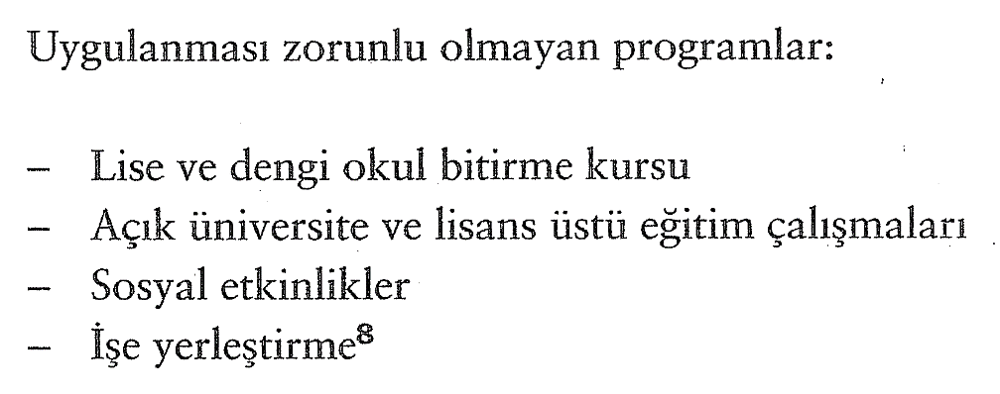 Uygulanması zorunlu olmayan programlar:
– Lise ve dengi okul bitirme kursu
– Açık üniversite ve lisans üstü eğitim çalışmaları
– Sosyal etkinlikler
– İşe yerleştirme⁸